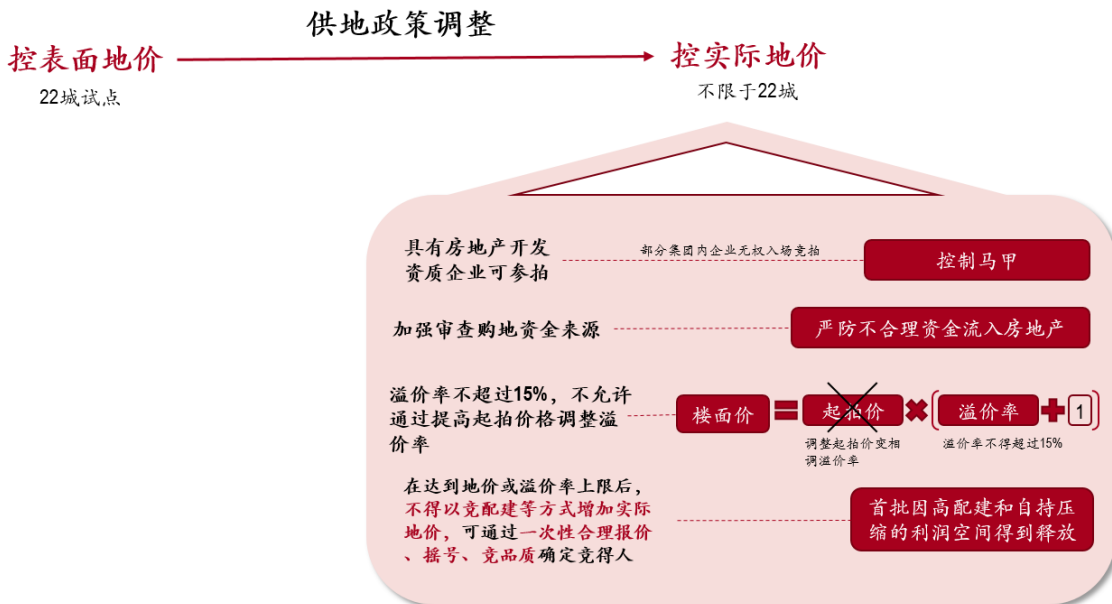 供地政策调整
控表面地价
控实际地价
22城试点
不限于22城
具有房地产开发
资质企业可参拍
部分集团内企业无权入场竞拍
控制马甲
加强审查购地资金来源
严防不合理资金流入房地产
溢价率不超过15%，不允许
通过提高起拍价格调整溢
价率
楼面价 = 起拍价 × ( 溢价率 + 1 )
调整起拍价变相
调溢价率
溢价率不得超过15%
在达到地价或溢价率上限后，
不得以竞配建等方式增加实际
地价，可通过一次性合理报价
、摇号、竞品质确定竞得人
首批因高配建和自持压
缩的利润空间得到释放